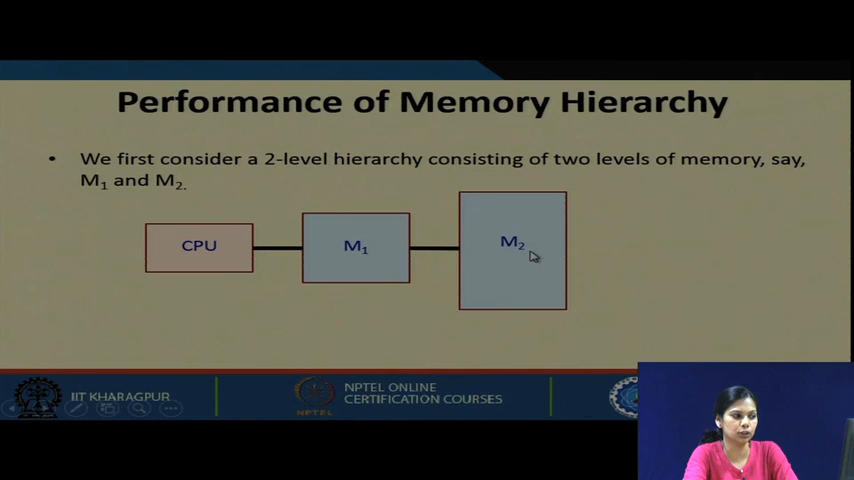 Performance of Memory Hierarchy
• We first consider a 2-level hierarchy consisting of two levels of memory, say,
M₁ and M₂.
CPU
M₁
M₂
IIT KHARAGPUR
NPTEL
NPTEL ONLINE
CERTIFICATION COURSES